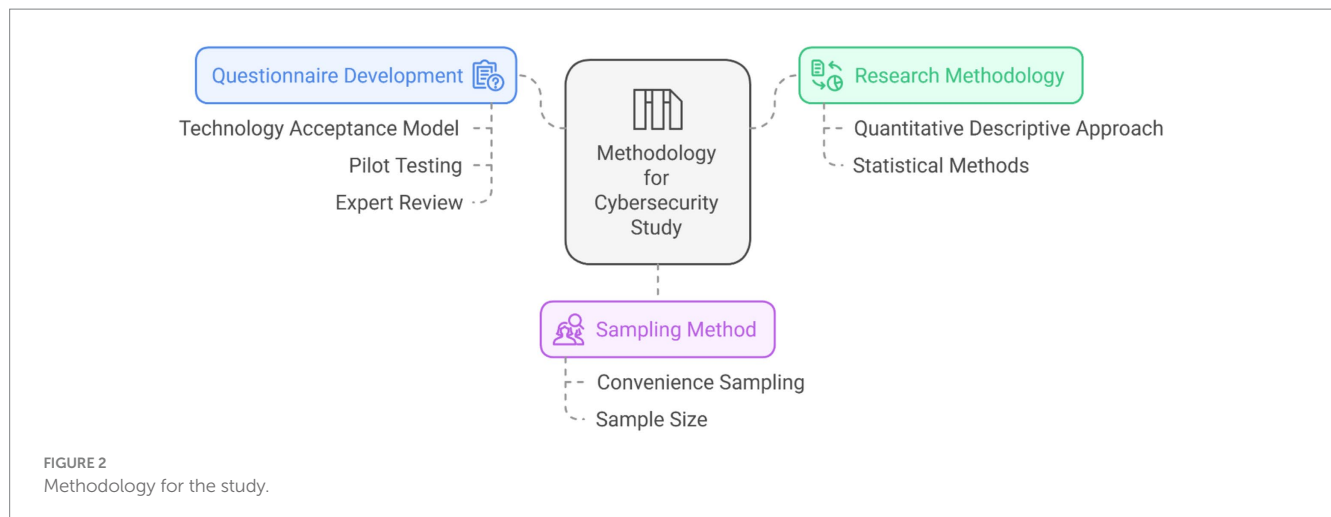 Questionnaire Development
Technology Acceptance Model
Pilot Testing
Expert Review
Methodology
for
Cybersecurity
Study
Research Methodology
Quantitative Descriptive Approach
Statistical Methods
Sampling Method
Convenience Sampling
Sample Size
FIGURE 2
Methodology for the study.